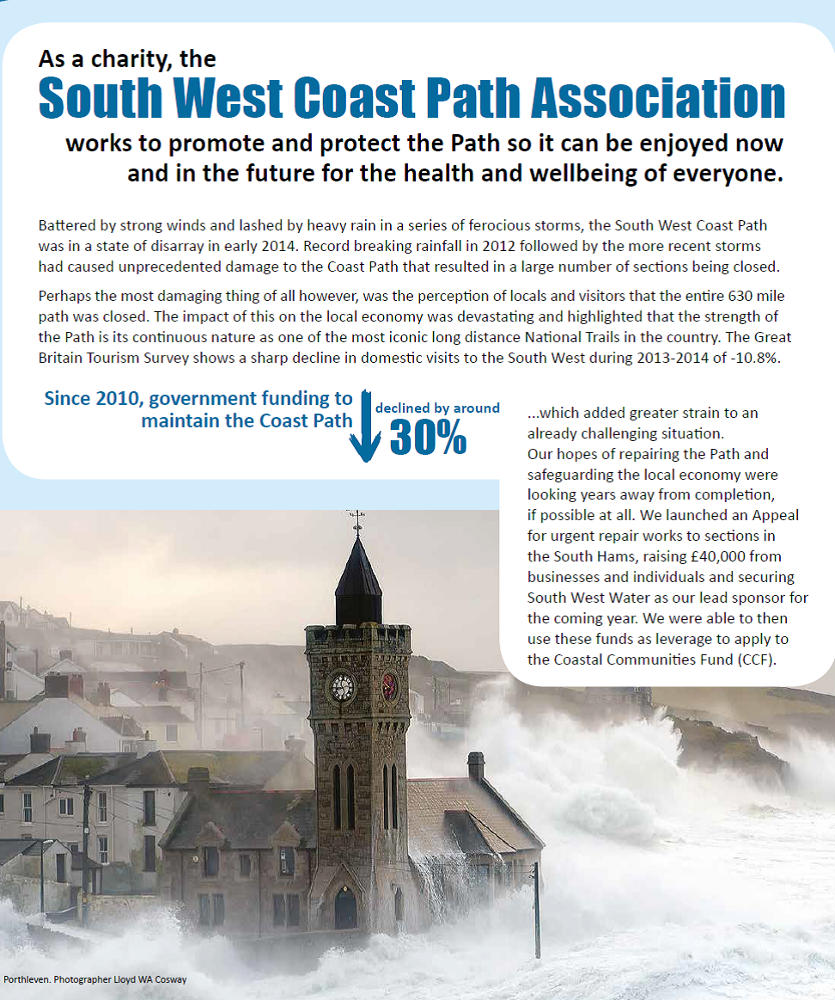 As a charity, the
South West Coast Path Association
works to promote and protect the Path so it can be enjoyed now
and in the future for the health and wellbeing of everyone.
Battered by strong winds and lashed by heavy rain in a series of ferocious storms, the South West Coast Path
was in a state of disarray in early 2014. Record breaking rainfall in 2012 followed by the more recent storms
had caused unprecedented damage to the Coast Path that resulted in a large number of sections being closed.
Perhaps the most damaging thing of all however, was the perception of locals and visitors that the entire 630 mile
path was closed. The impact of this on the local economy was devastating and highlighted that the strength of
the Path is its continuous nature as one of the most iconic long distance National Trails in the country. The Great
Britain Tourism Survey shows a sharp decline in domestic visits to the South West during 2013-2014 of -10.8%.
Since 2010, government funding to
maintain the Coast Path
declined by around
30%
...which added greater strain to an
already challenging situation.
Our hopes of repairing the Path and
safeguarding the local economy were
looking years away from completion,
if possible at all. We launched an Appeal
for urgent repair works to sections in
the South Hams, raising £40,000 from
businesses and individuals and securing
South West Water as our lead sponsor for
the coming year. We were able to then
use these funds as leverage to apply to
the Coastal Communities Fund (CCF).
Porthleven. Photographer Lloyd WA Cosway